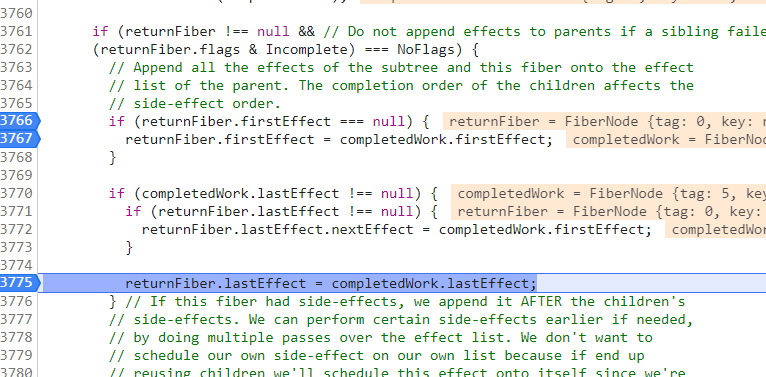 3760
3761 if (returnFiber !== null && // Do not append effects to parents if a sibling faile
3762 (returnFiber.flags & Incomplete) === NoFlags) {
3763 // Append all the effects of the subtree and this fiber onto the effect
3764 // list of the parent. The completion order of the children affects the
3765 // side-effect order.
3766 if (returnFiber.firstEffect === null) { returnFiber = FiberNode {tag: 0, key: n
3767 returnFiber.firstEffect = completedWork.firstEffect; completedWork = FiberNod
3768 }
3769
3770 if (completedWork.lastEffect !== null) { completedWork = FiberNode {tag: 5,
3771 if (returnFiber.lastEffect !== null) { returnFiber = FiberNode {tag: 0, key:
3772 returnFiber.lastEffect.nextEffect = completedWork.firstEffect; completedWo
3773 }
3774
3775 returnFiber.lastEffect = completedWork.lastEffect;
3776 } // If this fiber had side-effects, we append it AFTER the children's
3777 // side-effects. We can perform certain side-effects earlier if needed,
3778 // by doing multiple passes over the effect list. We don't want to
3779 // schedule our own side-effect on our own list because if end up
3780 // reusing children we'll schedule this effect onto itself since we're